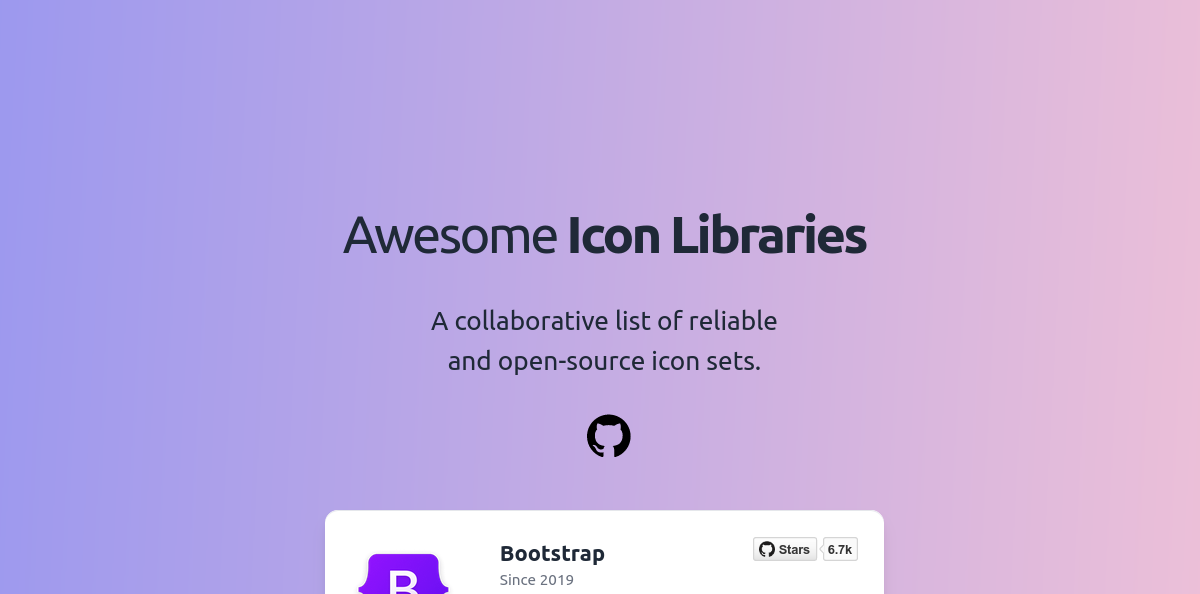 Awesome Icon Libraries
A collaborative list of reliable
and open-source icon sets.
Bootstrap
Stars 6.7k
Since 2019
B